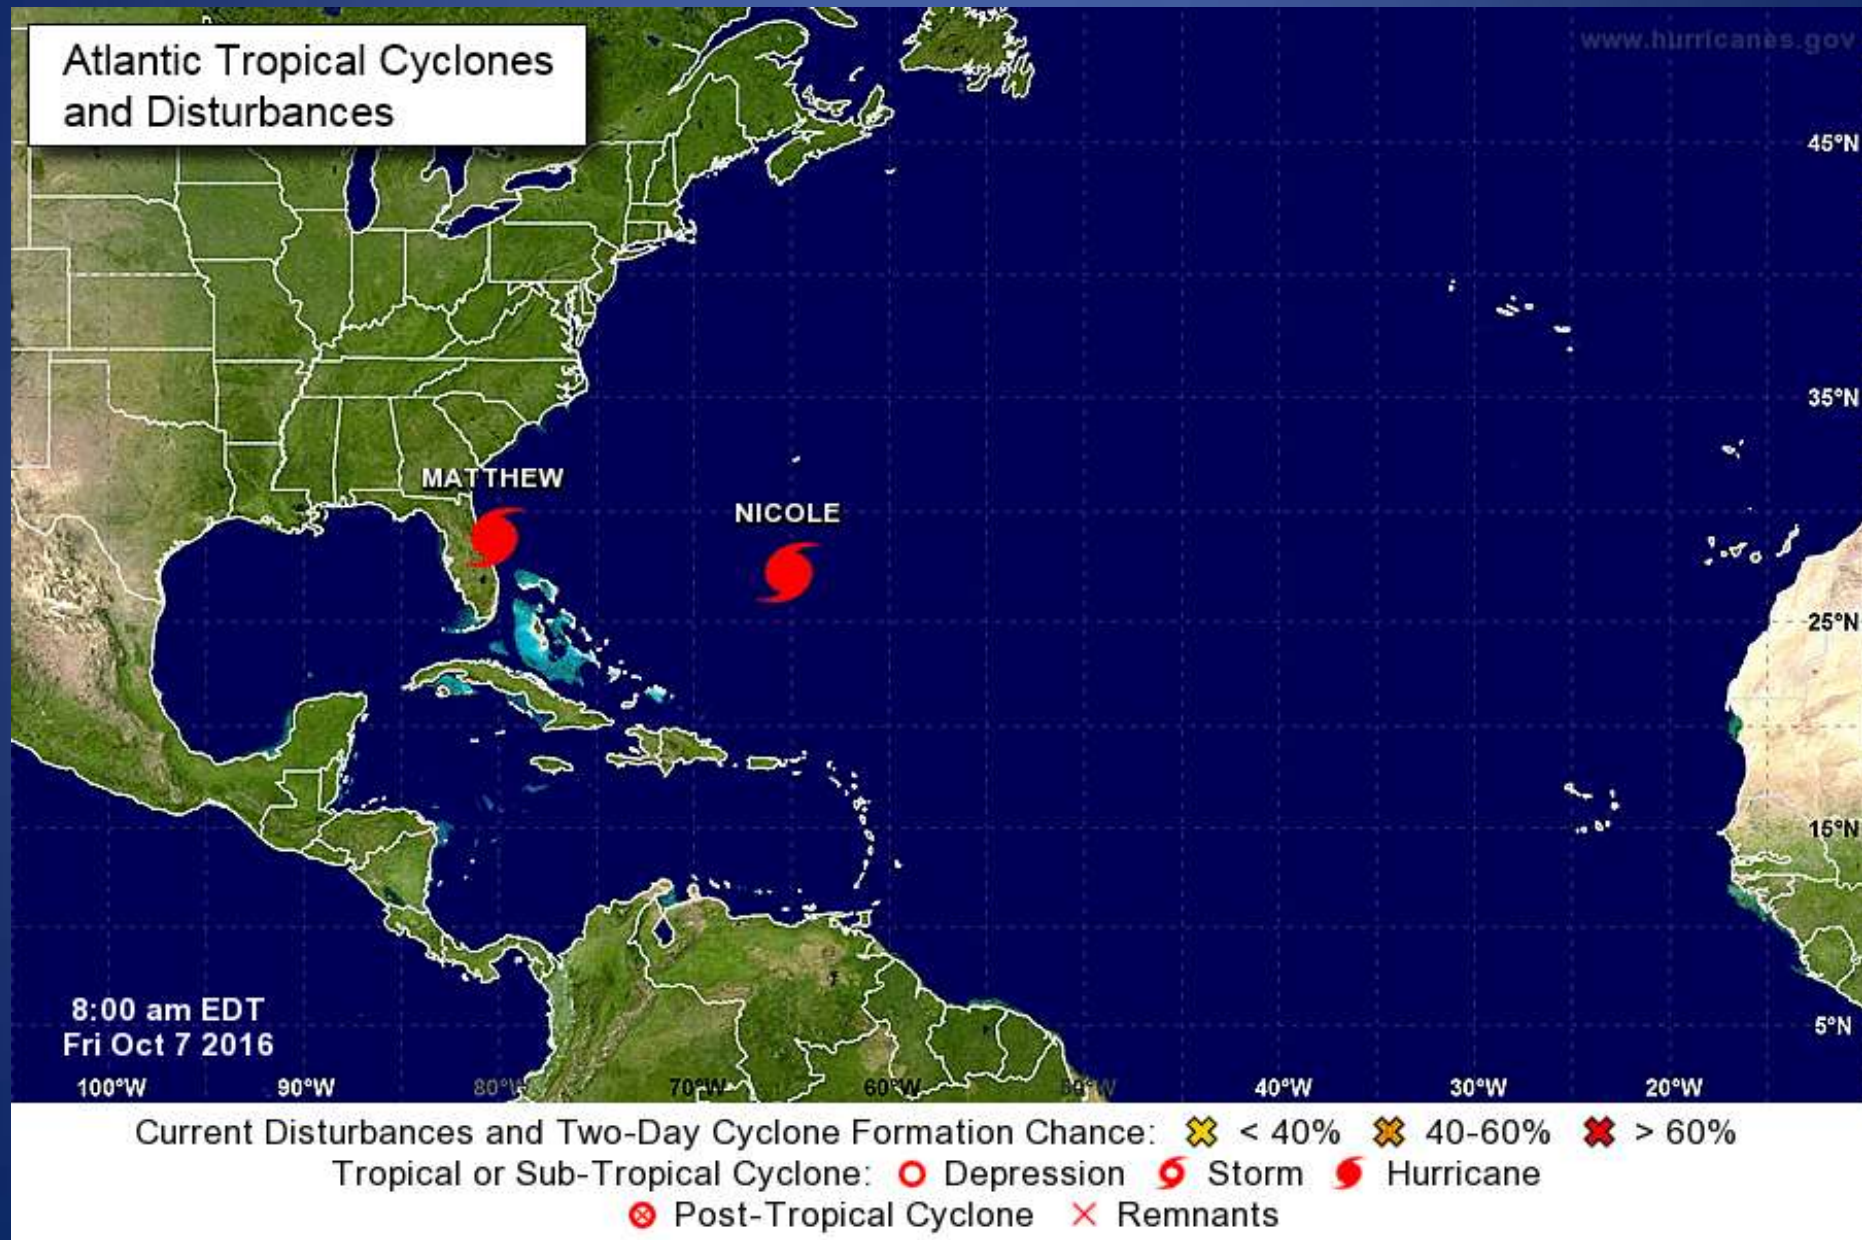 Atlantic Tropical Cyclones
and Disturbances
www.hurricanes.gov
45°N
35°N
MATTHEW
NICOLE
25°N
15°N
8:00 am EDT
Fri Oct 7 2016
5°N
100°W 90°W 80°W 70°W 60°W 50°W 40°W 30°W 20°W
Current Disturbances and Two-Day Cyclone Formation Chance: < 40% 40-60% > 60%
Tropical or Sub-Tropical Cyclone: Depression Storm Hurricane
Post-Tropical Cyclone Remnants